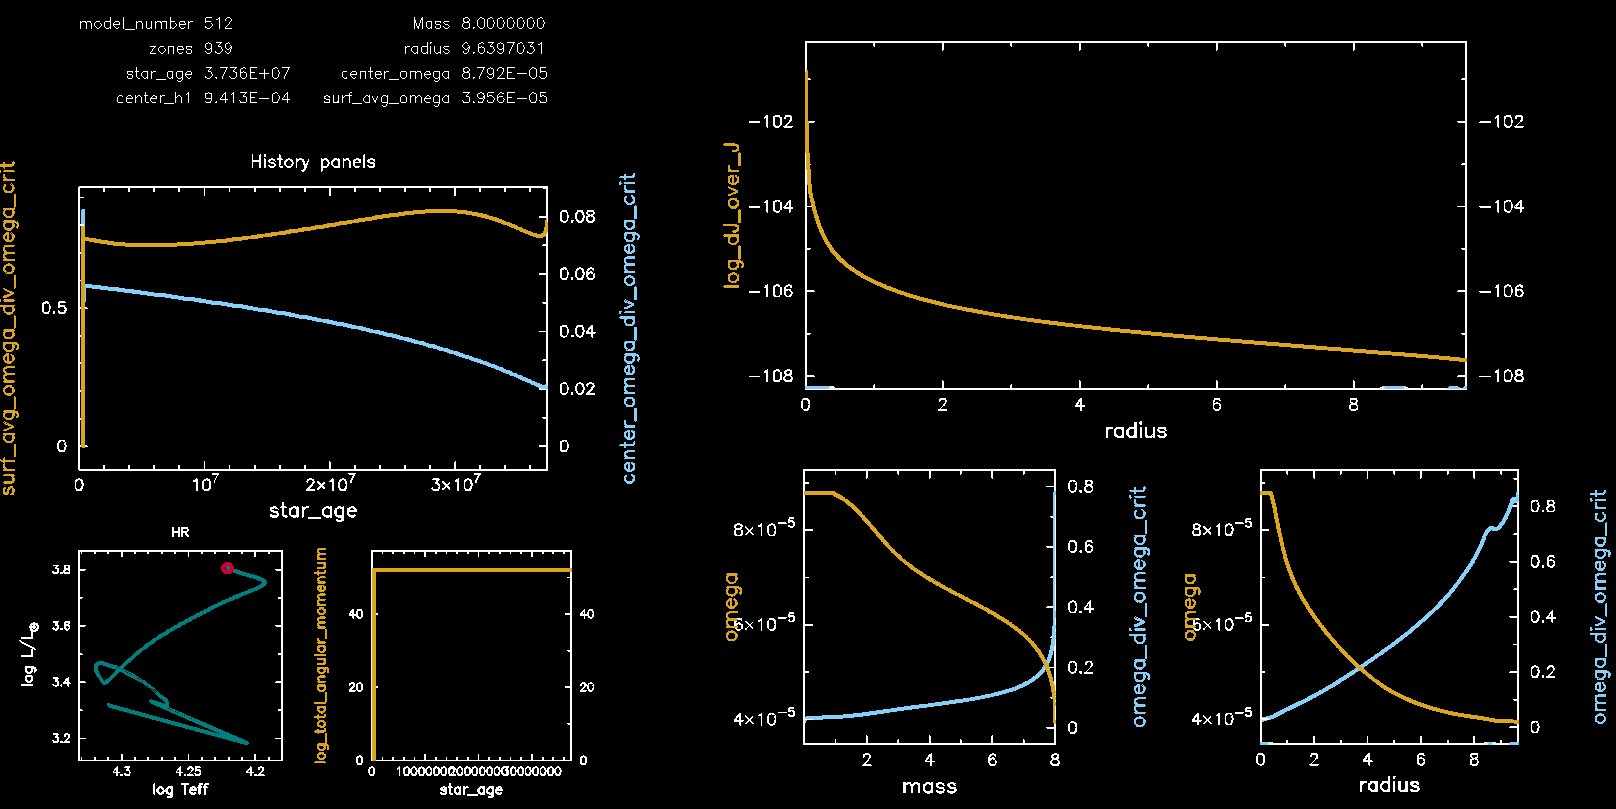 model_number 512 Mass 8.0000000
zones 939 radius 9.6397031
star_age 3.736E+07 center_omega 8.792E-05
center_h1 9.413E-04 surf_avg_omega 3.956E-05
History panels
surf_avg_omega_div_omega_crit
0.5
0
0.08
0.06
0.04
0.02
0
center_omega_div_omega_crit
0 10⁷ 2×10⁷ 3×10⁷
star_age
log_dJ_over_J
-102 -102
-104 -104
-106 -106
-108 -108
0 2 4 6 8
radius
HR
log L/L⊕
3.8
3.6
3.4
3.2
4.3 4.25 4.2
log Teff
log_total_angular_momentum
40 40
20 20
0 0
0 10000000 20000000 30000000
star_age
omega
8×10⁻⁵
6×10⁻⁵
4×10⁻⁵
0.8
0.6
0.4
0.2
0
omega_div_omega_crit
2 4 6 8
mass
omega
8×10⁻⁵
6×10⁻⁵
4×10⁻⁵
0.8
0.6
0.4
0.2
0
omega_div_omega_crit
0 2 4 6 8
radius